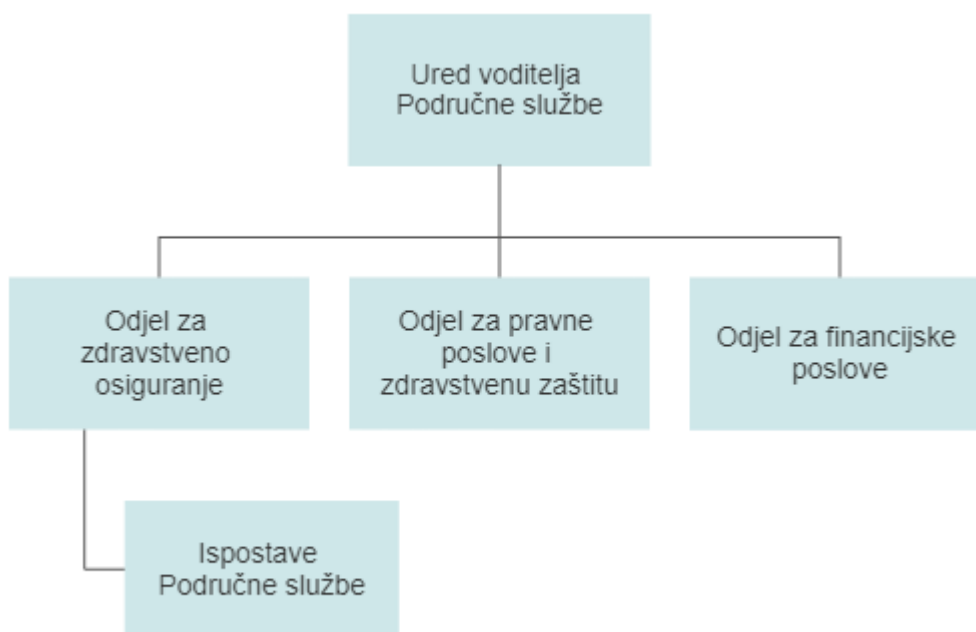 Ured voditelja
Područne službe
Odjel za
zdravstveno
osiguranje
Odjel za pravne
poslove i
zdravstvenu zaštitu
Odjel za financijske
poslove
Ispostave
Područne službe